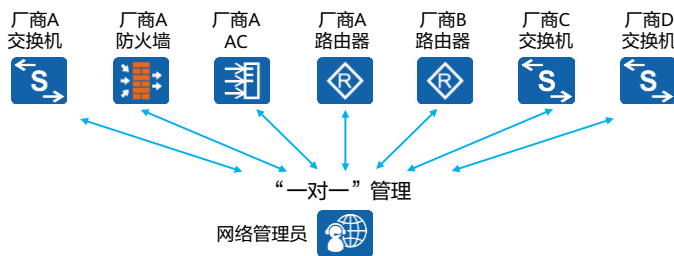 厂商A
交换机
厂商A
防火墙
厂商A
AC
厂商A
路由器
厂商B
路由器
厂商C
交换机
厂商D
交换机
S
R
R
S
S
“一对一”管理
网络管理员